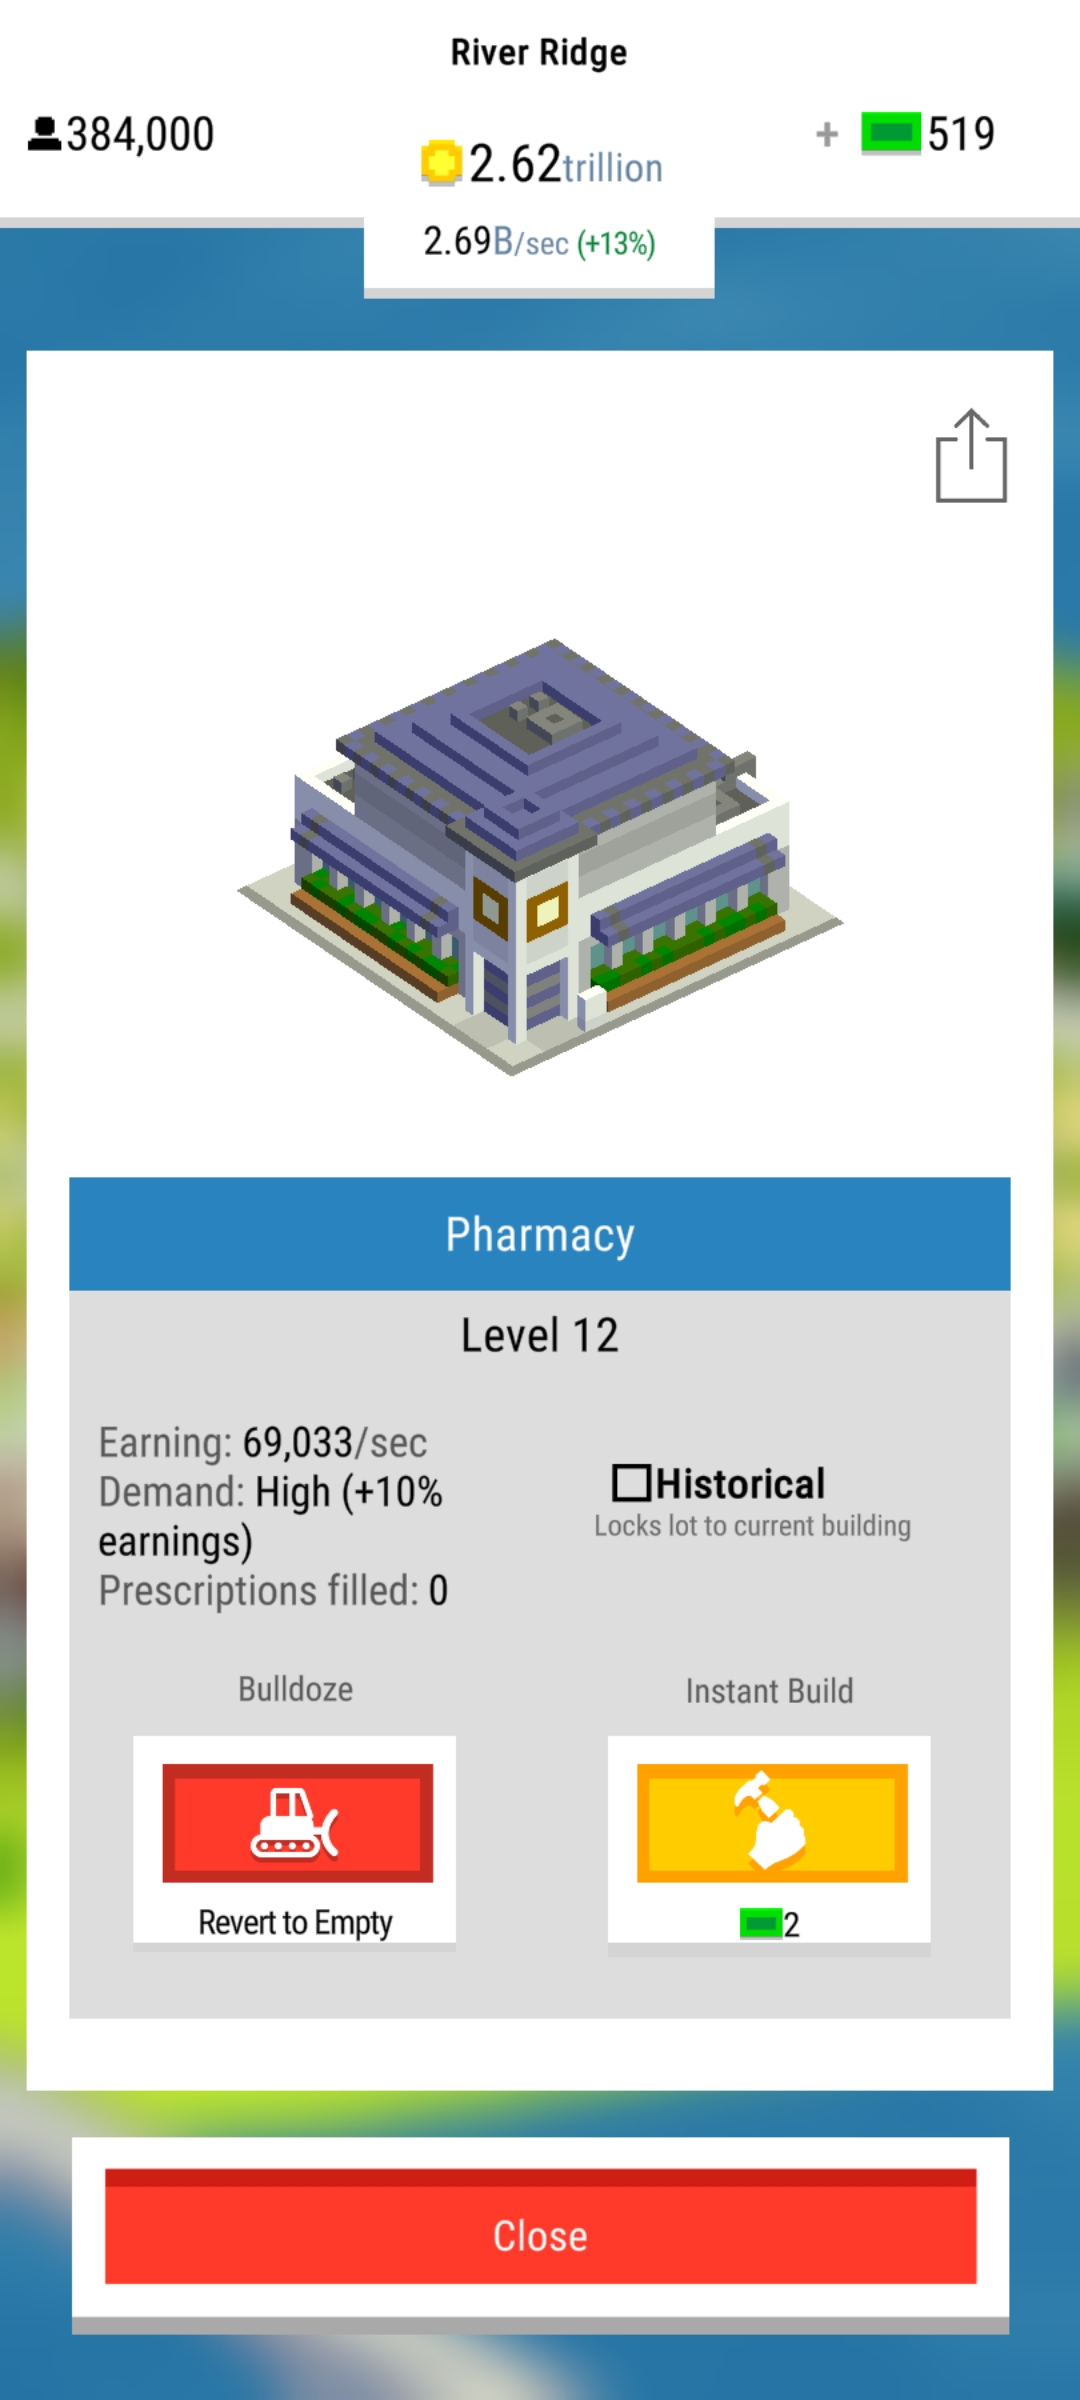 River Ridge
384,000
2.62trillion
+ 519
2.69B/sec (+13%)
Pharmacy
Level 12
Earning: 69,033/sec
Demand: High (+10%
earnings)
Prescriptions filled: 0
Historical
Locks lot to current building
Bulldoze
Instant Build
Revert to Empty
2
Close